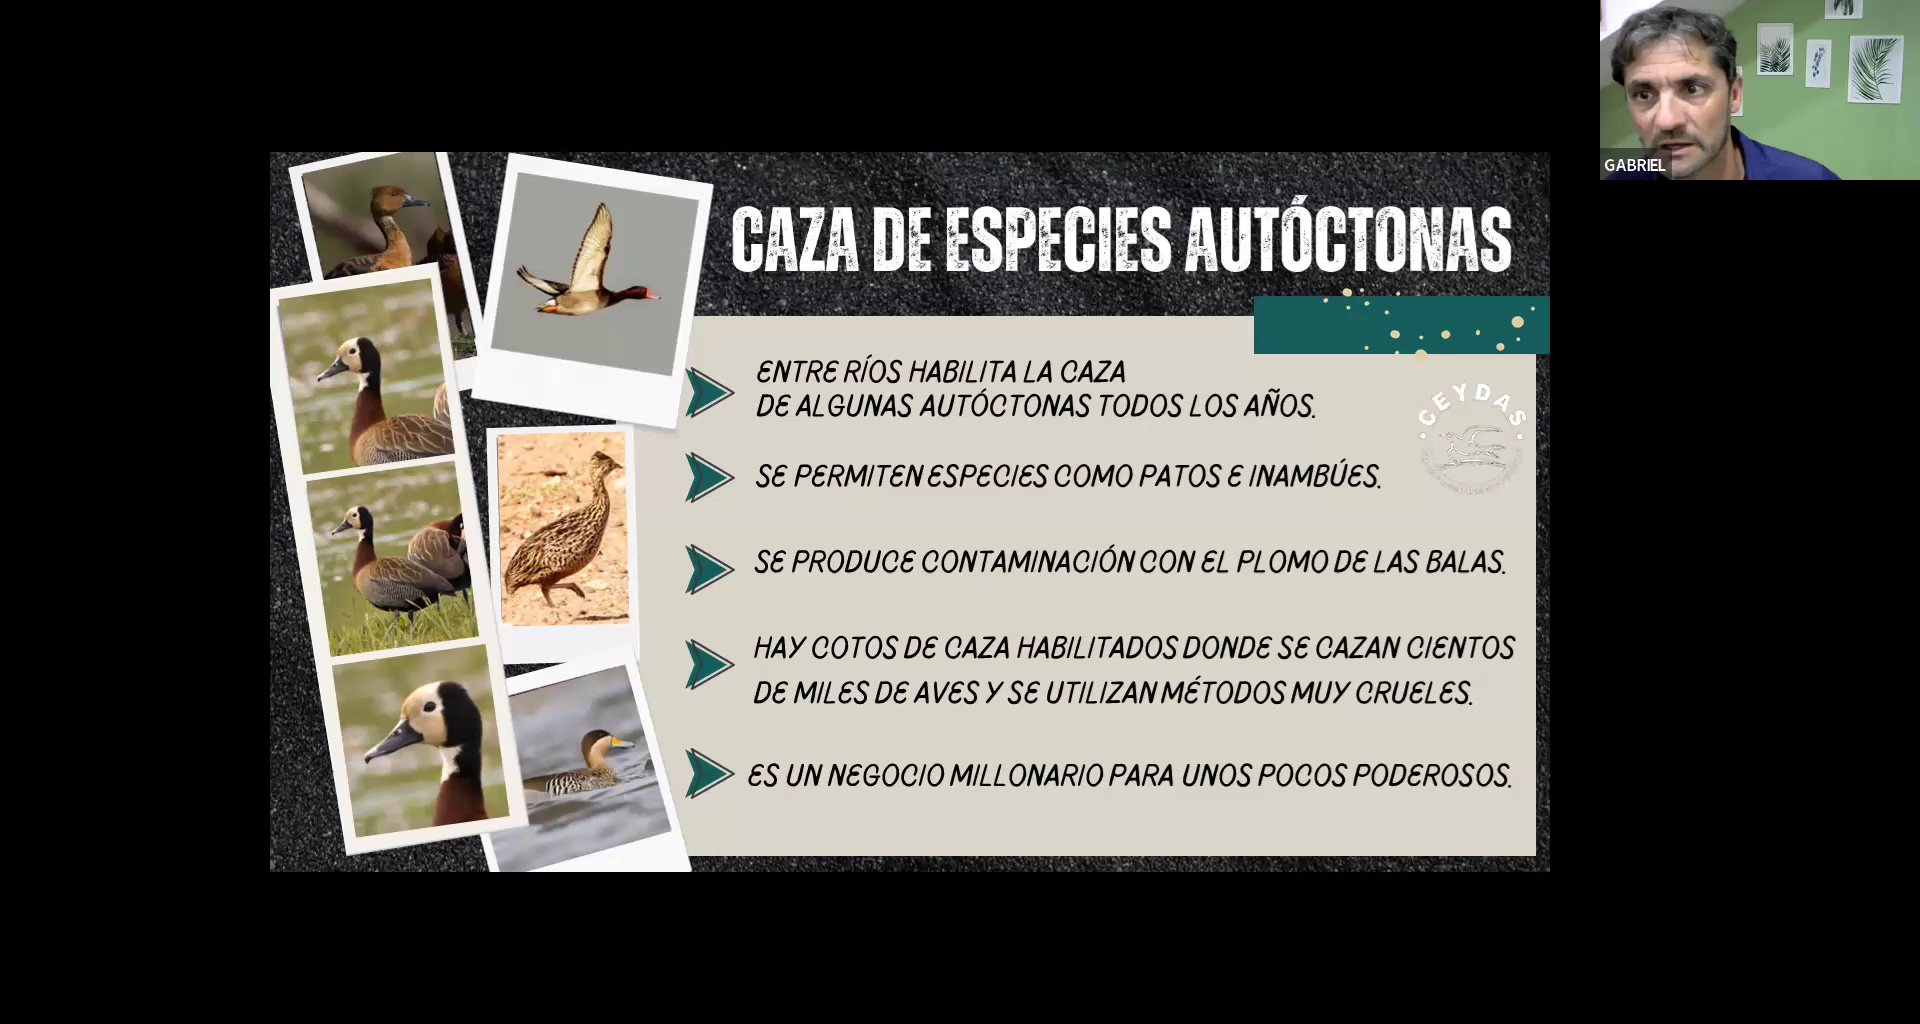 GABRIEL
CAZA DE ESPECIES AUTÓCTONAS
ENTRE RÍOS HABILITA LA CAZA
DE ALGUNAS AUTÓCTONAS TODOS LOS AÑOS.
CEYDAS
SE PERMITEN ESPECIES COMO PATOS E INAMBÚES.
SE PRODUCE CONTAMINACIÓN CON EL PLOMO DE LAS BALAS.
HAY COTOS DE CAZA HABILITADOS DONDE SE CAZAN CIENTOS
DE MILES DE AVES Y SE UTILIZAN MÉTODOS MUY CRUELES.
ES UN NEGOCIO MILLONARIO PARA UNOS POCOS PODEROSOS.